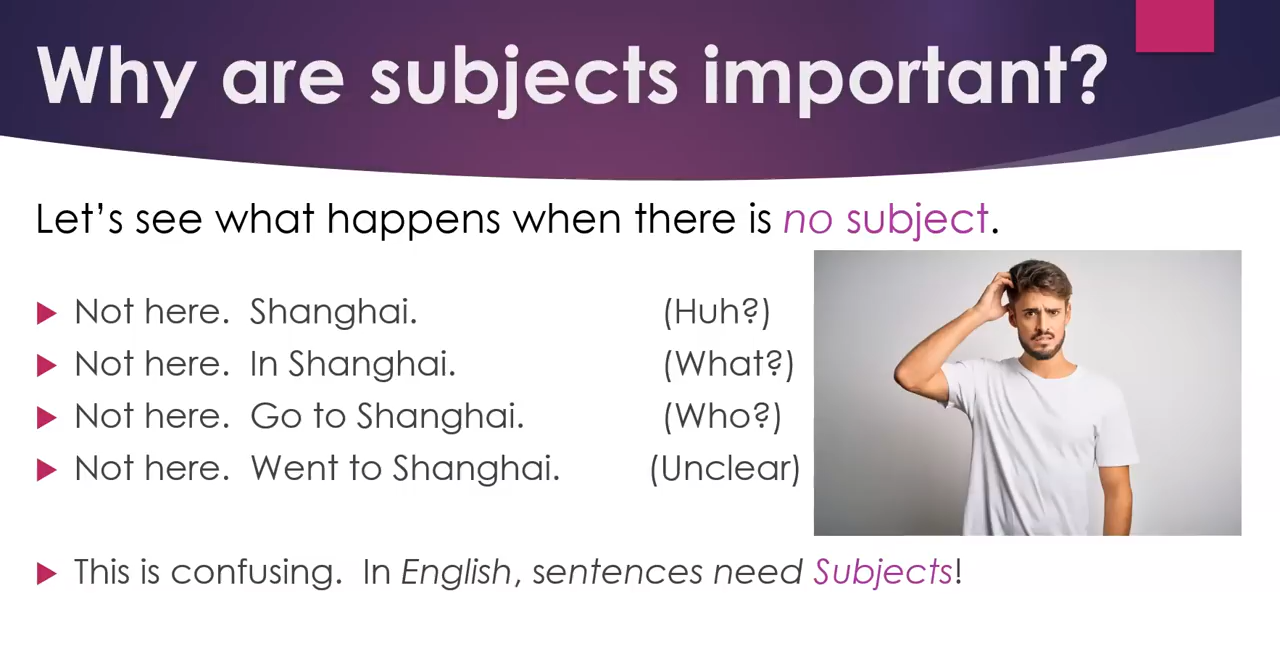 Why are subjects important?
Let's see what happens when there is no subject.
Not here.  Shanghai. (Huh?)
Not here.  In Shanghai. (What?)
Not here.  Go to Shanghai. (Who?)
Not here.  Went to Shanghai. (Unclear)
This is confusing.  In English, sentences need Subjects!